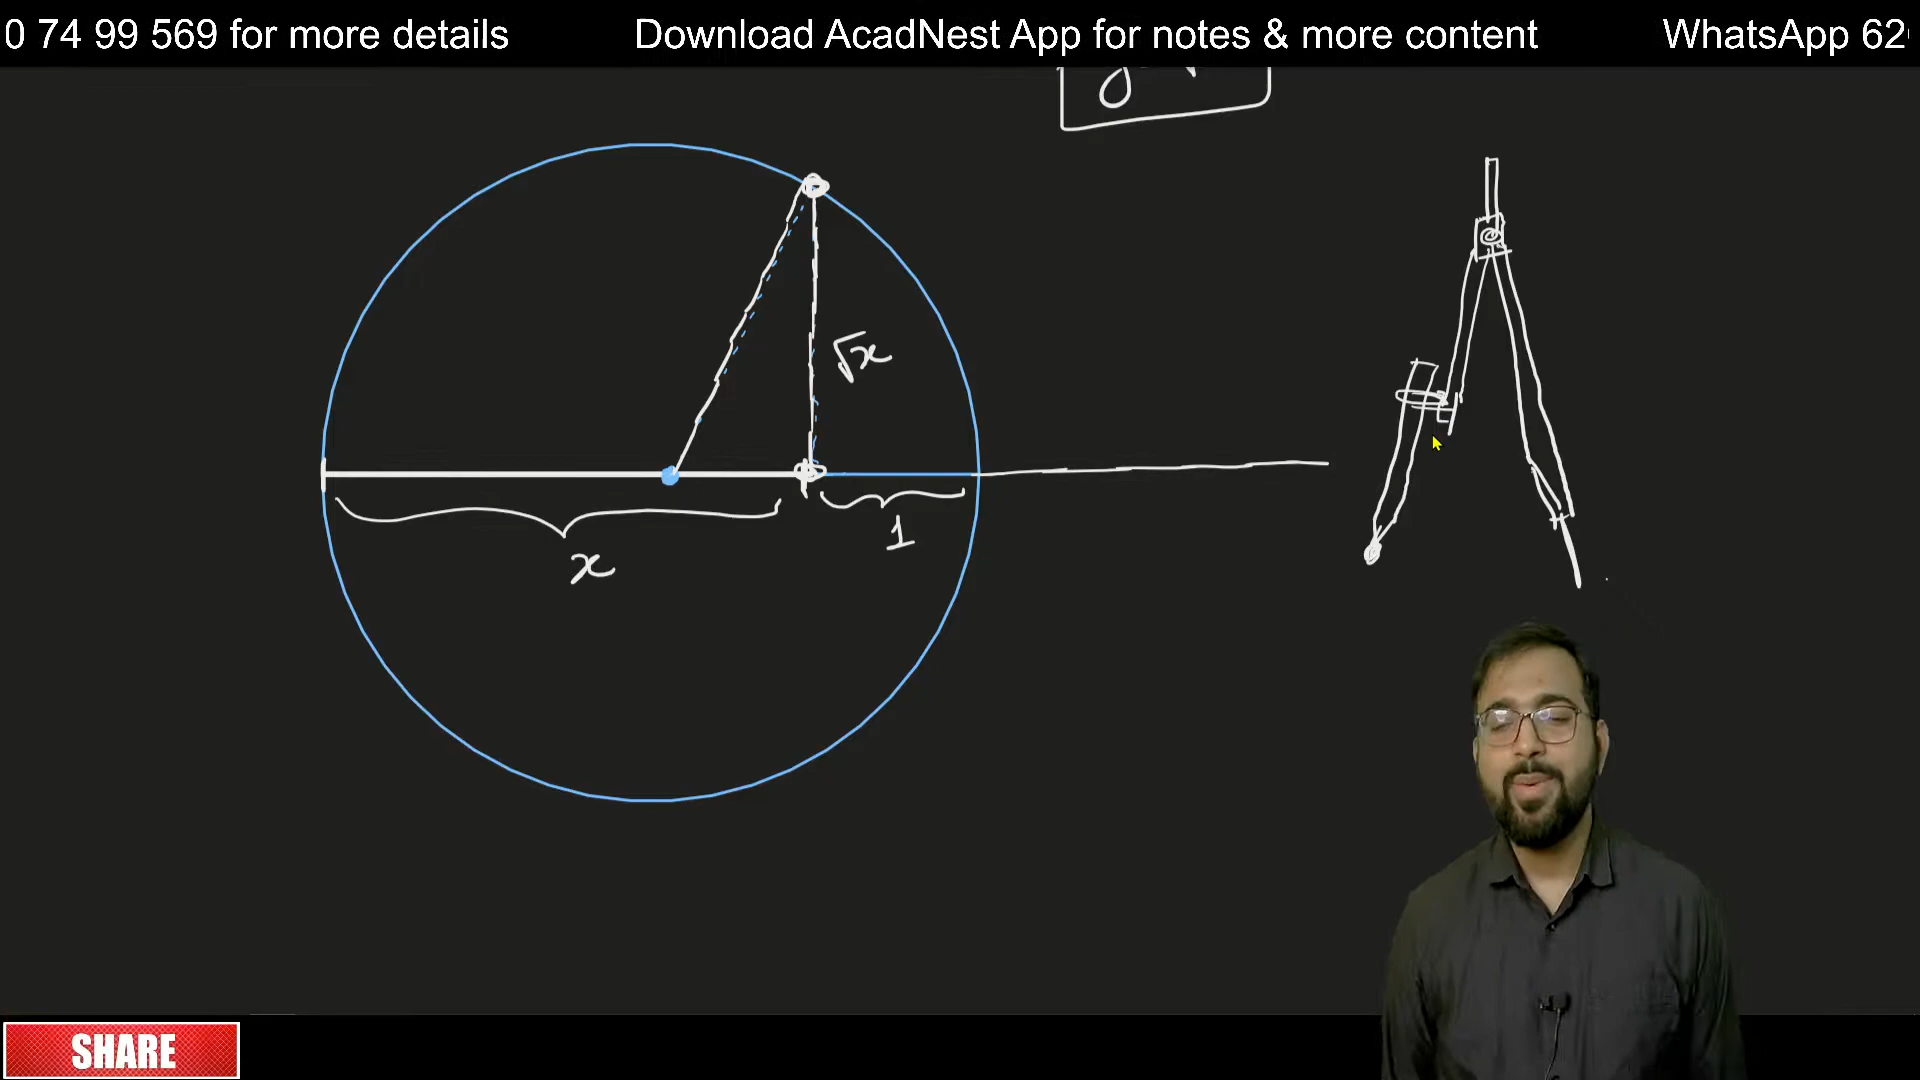 0 74 99 569 for more details Download AcadNest App for notes & more content WhatsApp 62
√x
1
x
SHARE